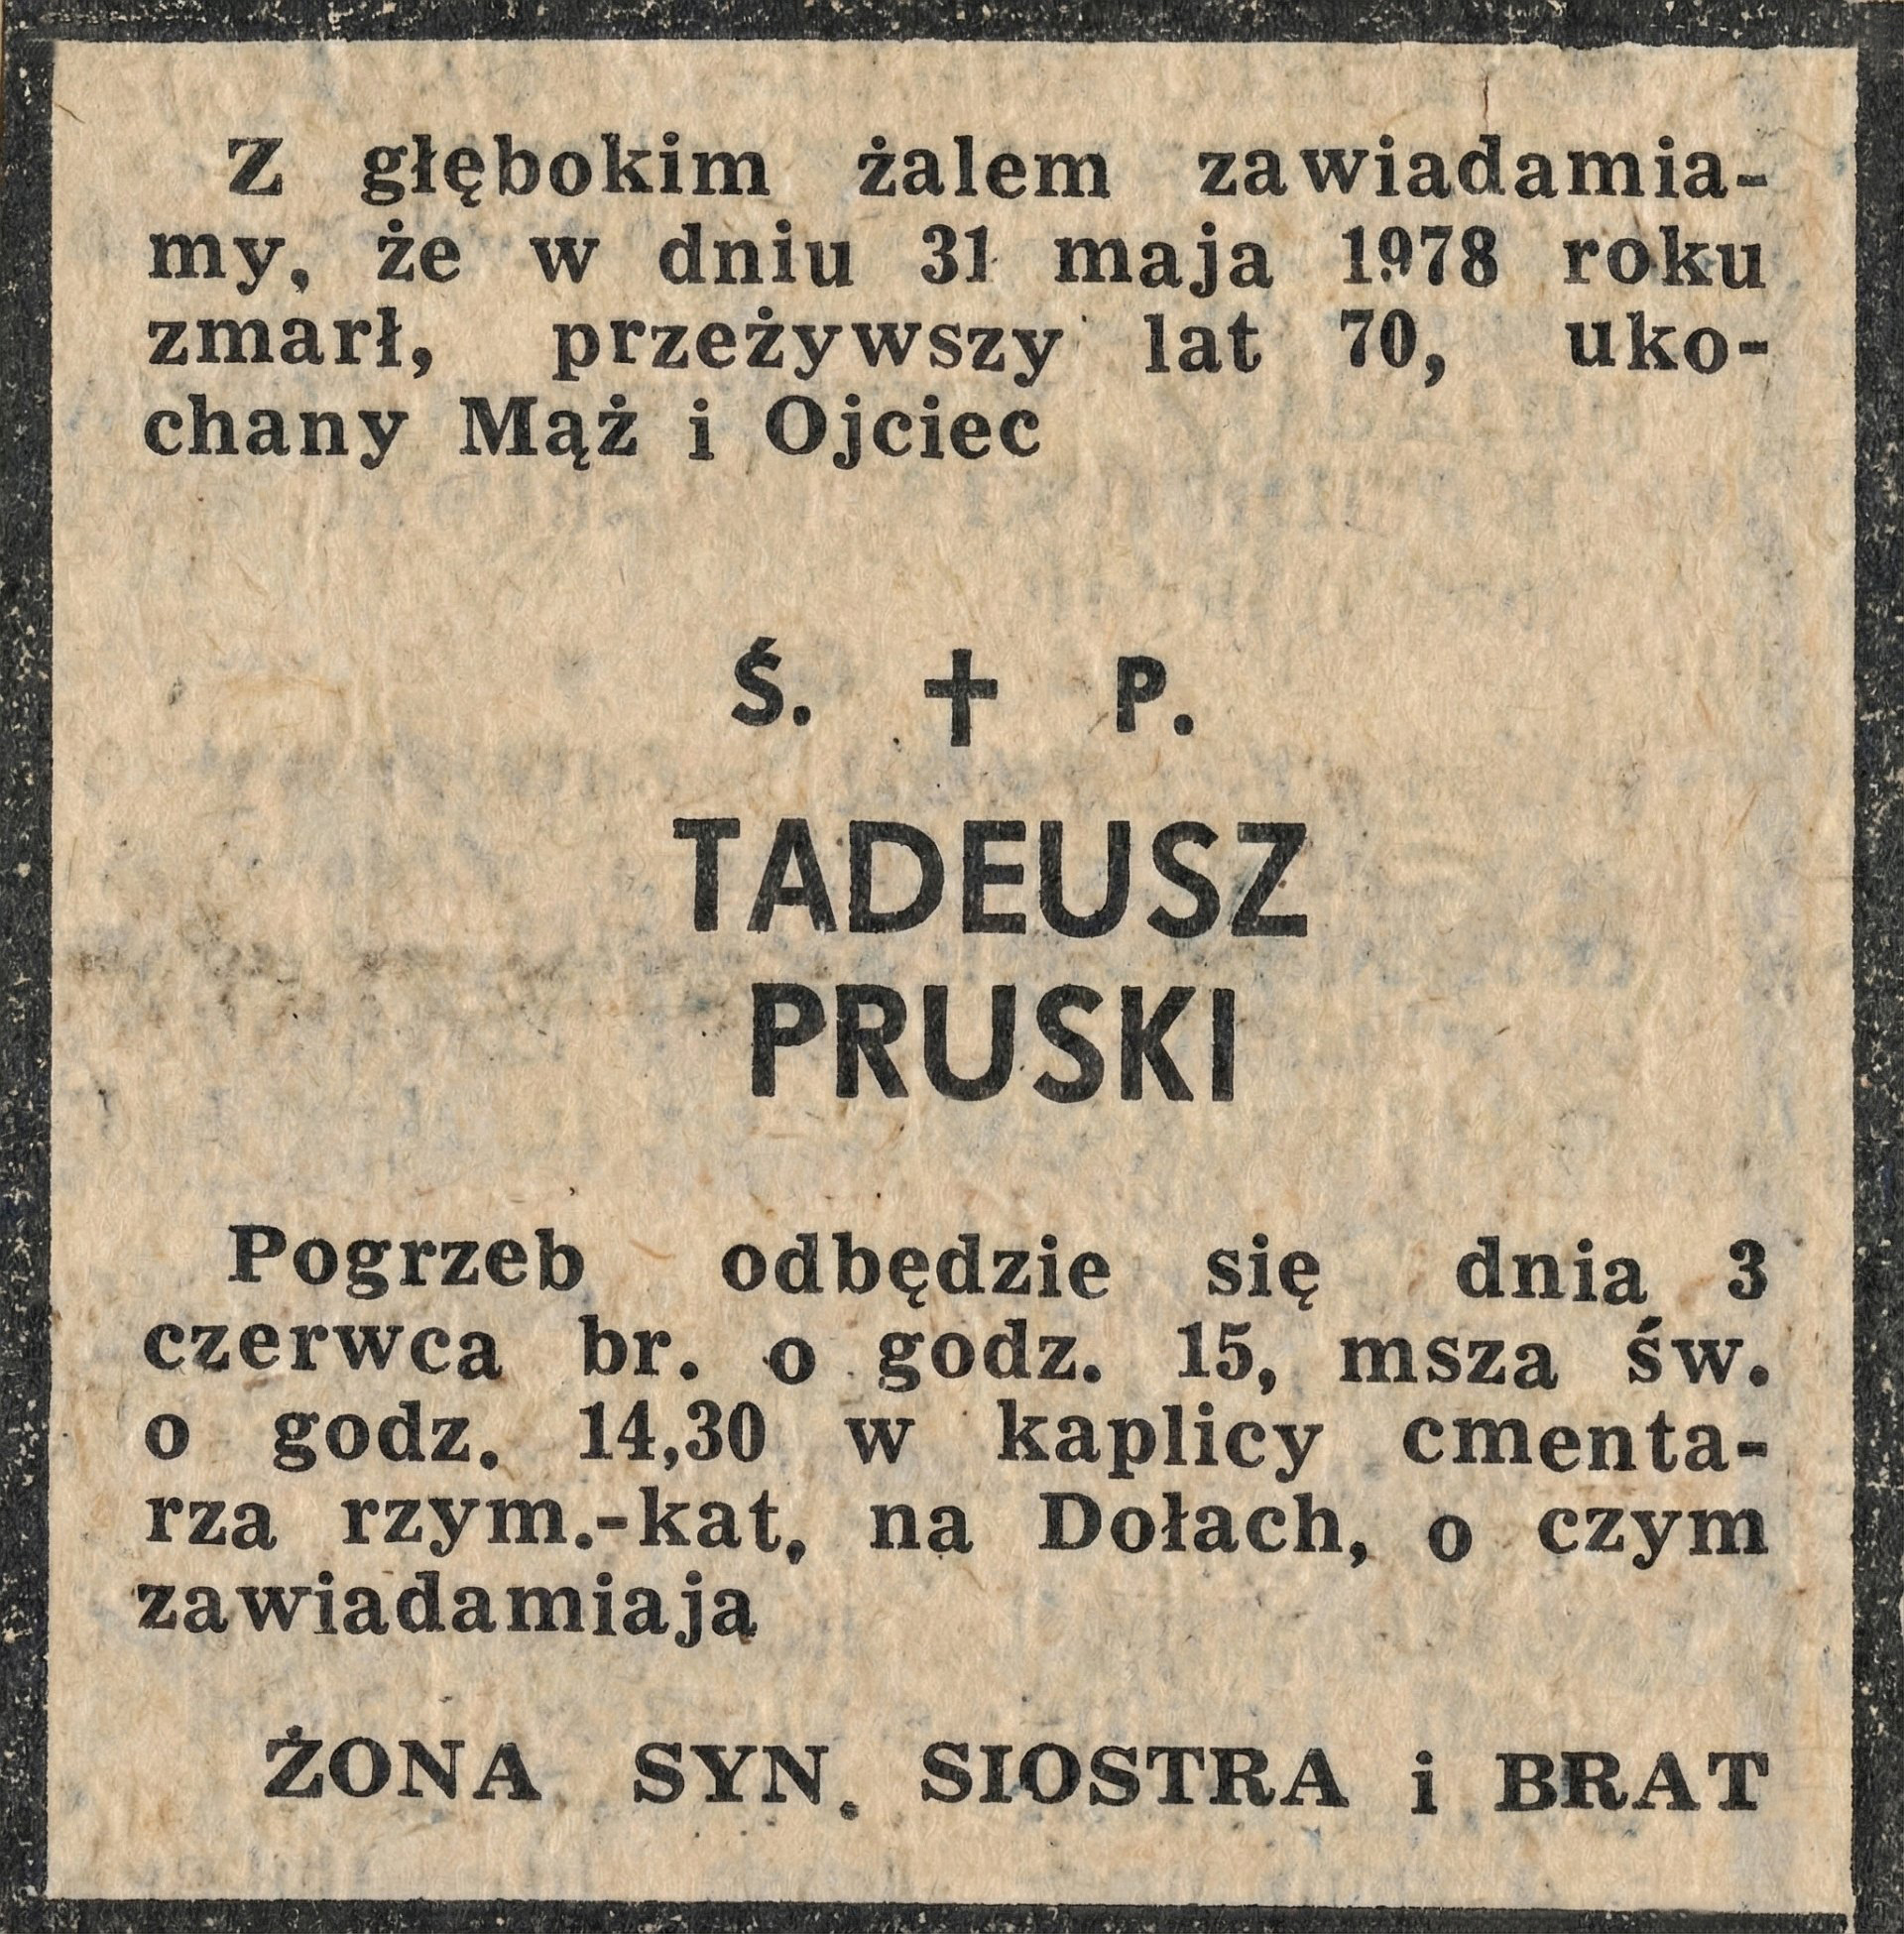 Z głębokim żalem zawiadamia-
my, że w dniu 31 maja 1978 roku
zmarł, przeżywszy lat 70, uko-
chany Mąż i Ojciec
Ś. ✝ P.
TADEUSZ
PRUSKI
Pogrzeb odbędzie się dnia 3
czerwca br. o godz. 15, msza św.
o godz. 14,30 w kaplicy cmenta-
rza rzym.-kat. na Dołach, o czym
zawiadamiają
ŻONA SYN, SIOSTRA i BRAT